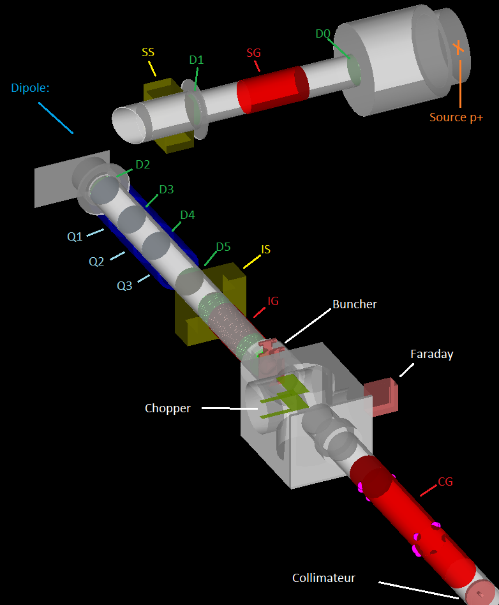 D0
SS
D1
SG
Dipole:
Source p+
D2
D3
D4
Q1
Q2
Q3
D5
IS
IG
Buncher
Faraday
Chopper
CG
Collimateur